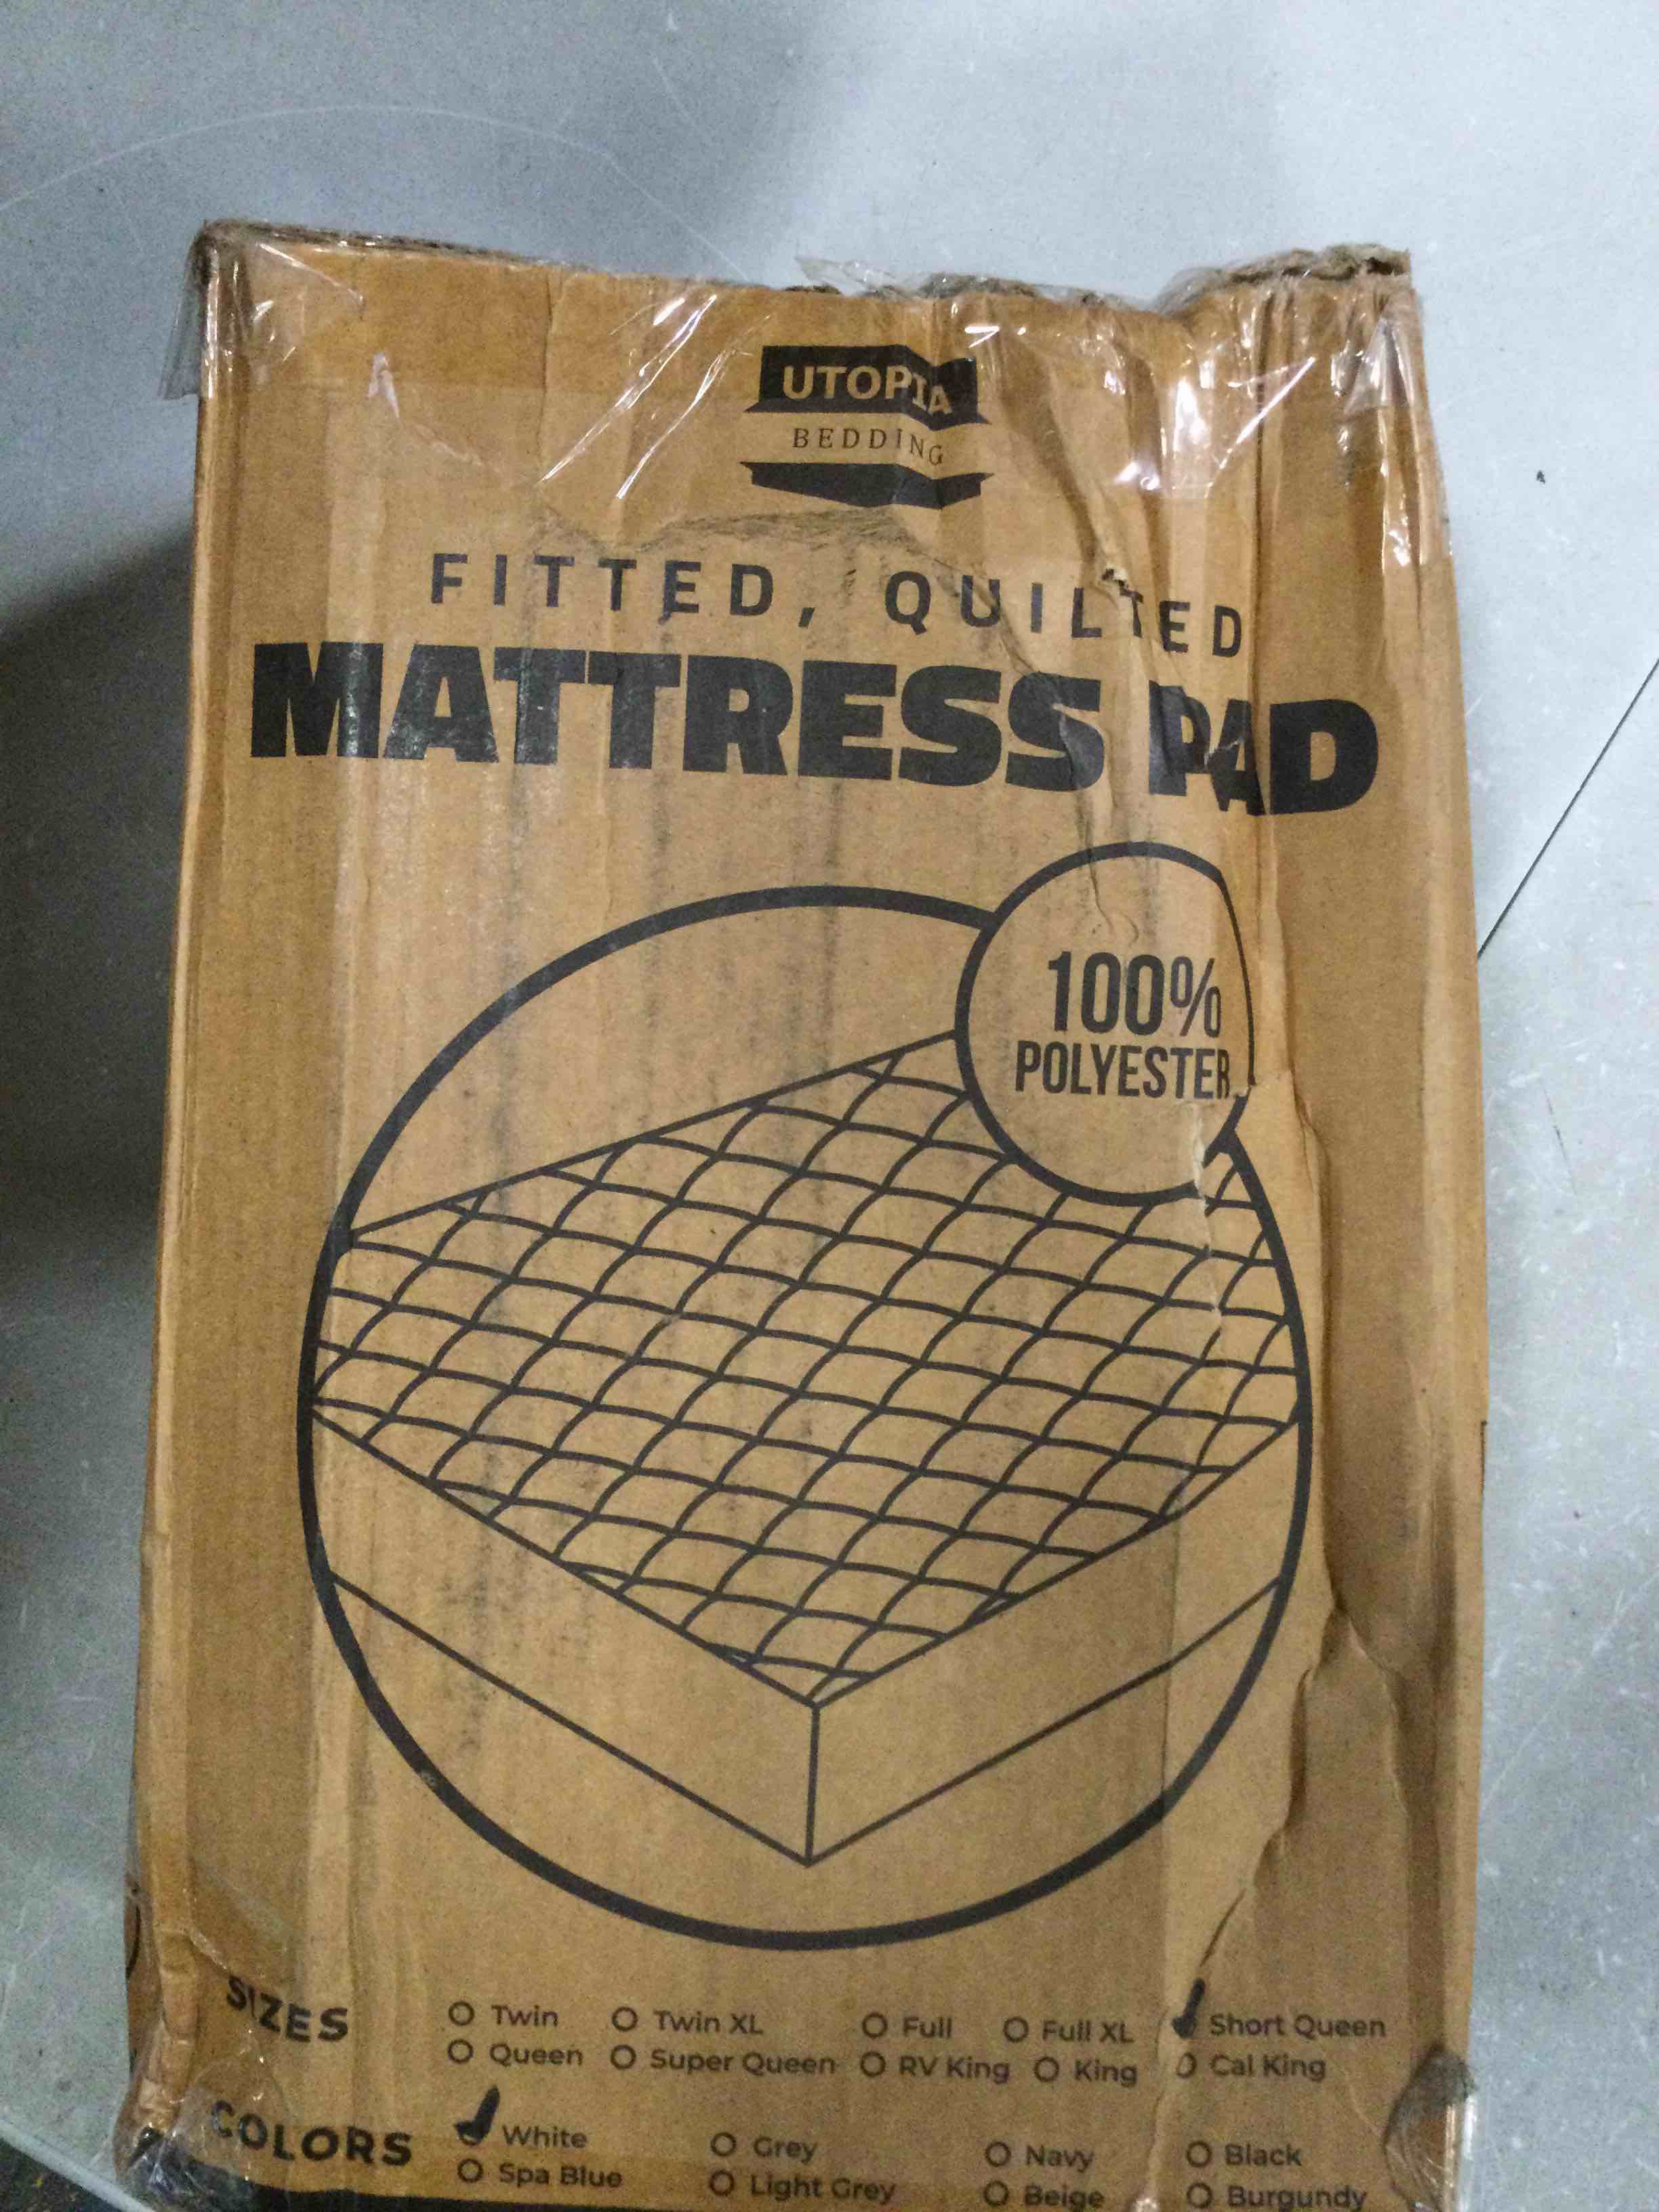 UTOPIA
BEDDING
FITTED, QUILTED
MATTRESS PAD
100%
POLYESTER
SIZES
Twin Twin XL Full Full XL Short Queen
Queen Super Queen RV King King Cal King
COLORS
White Grey Navy Black
Spa Blue Light Grey Beige Burgundy